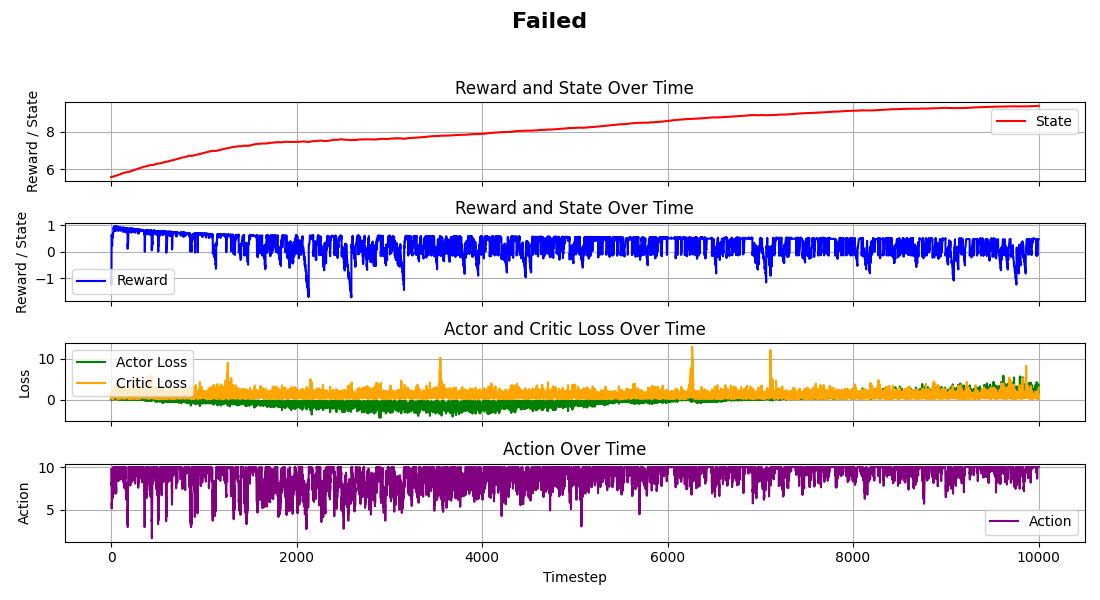 Failed
Reward and State Over Time
Reward / State
8
6
State
Reward and State Over Time
Reward / State
1
0
−1
Reward
Actor and Critic Loss Over Time
Loss
10
0
Actor Loss
Critic Loss
Action Over Time
Action
10
5
Action
0 2000 4000 6000 8000 10000
Timestep